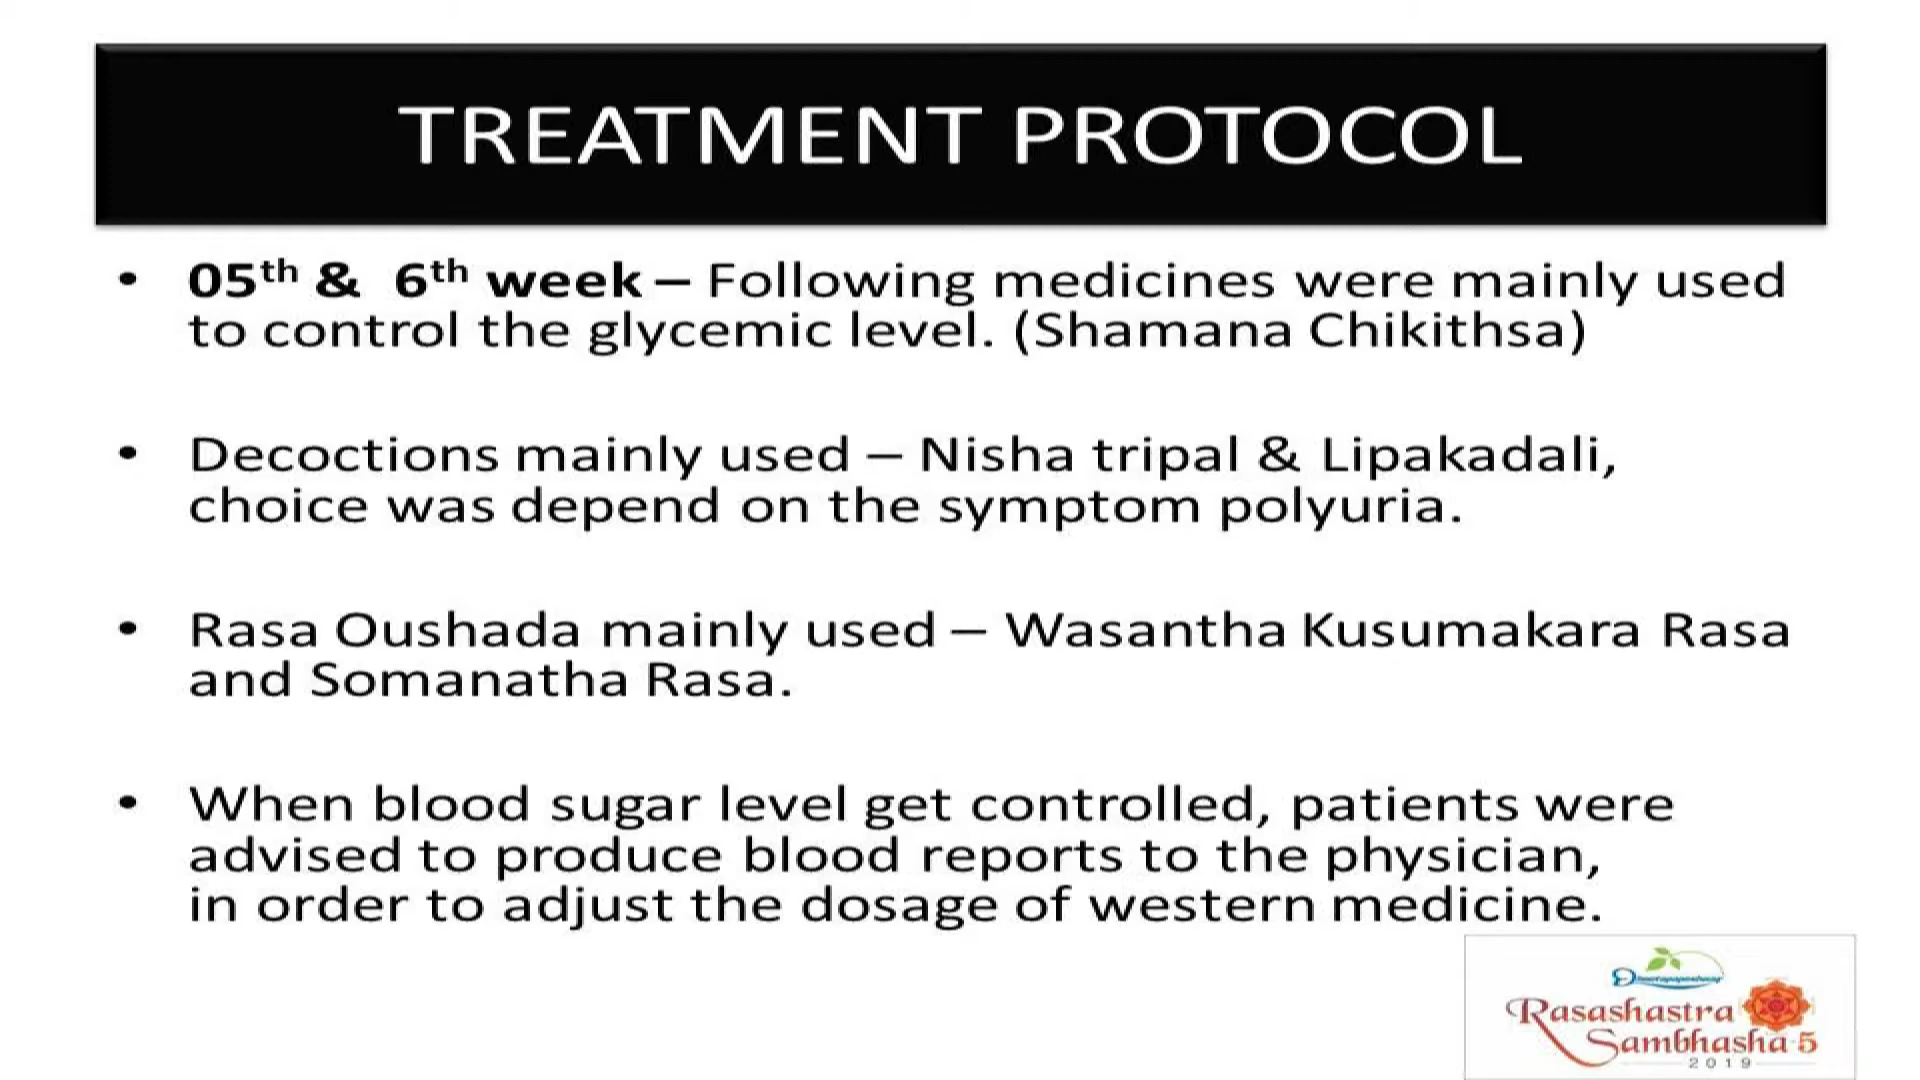 TREATMENT PROTOCOL
• 05th & 6th week – Following medicines were mainly used
to control the glycemic level. (Shamana Chikithsa)
• Decoctions mainly used – Nisha tripal & Lipakadali,
choice was depend on the symptom polyuria.
• Rasa Oushada mainly used – Wasantha Kusumakara Rasa
and Somanatha Rasa.
• When blood sugar level get controlled, patients were
advised to produce blood reports to the physician,
in order to adjust the dosage of western medicine.
Rasashastra
Sambhasha-5
2019